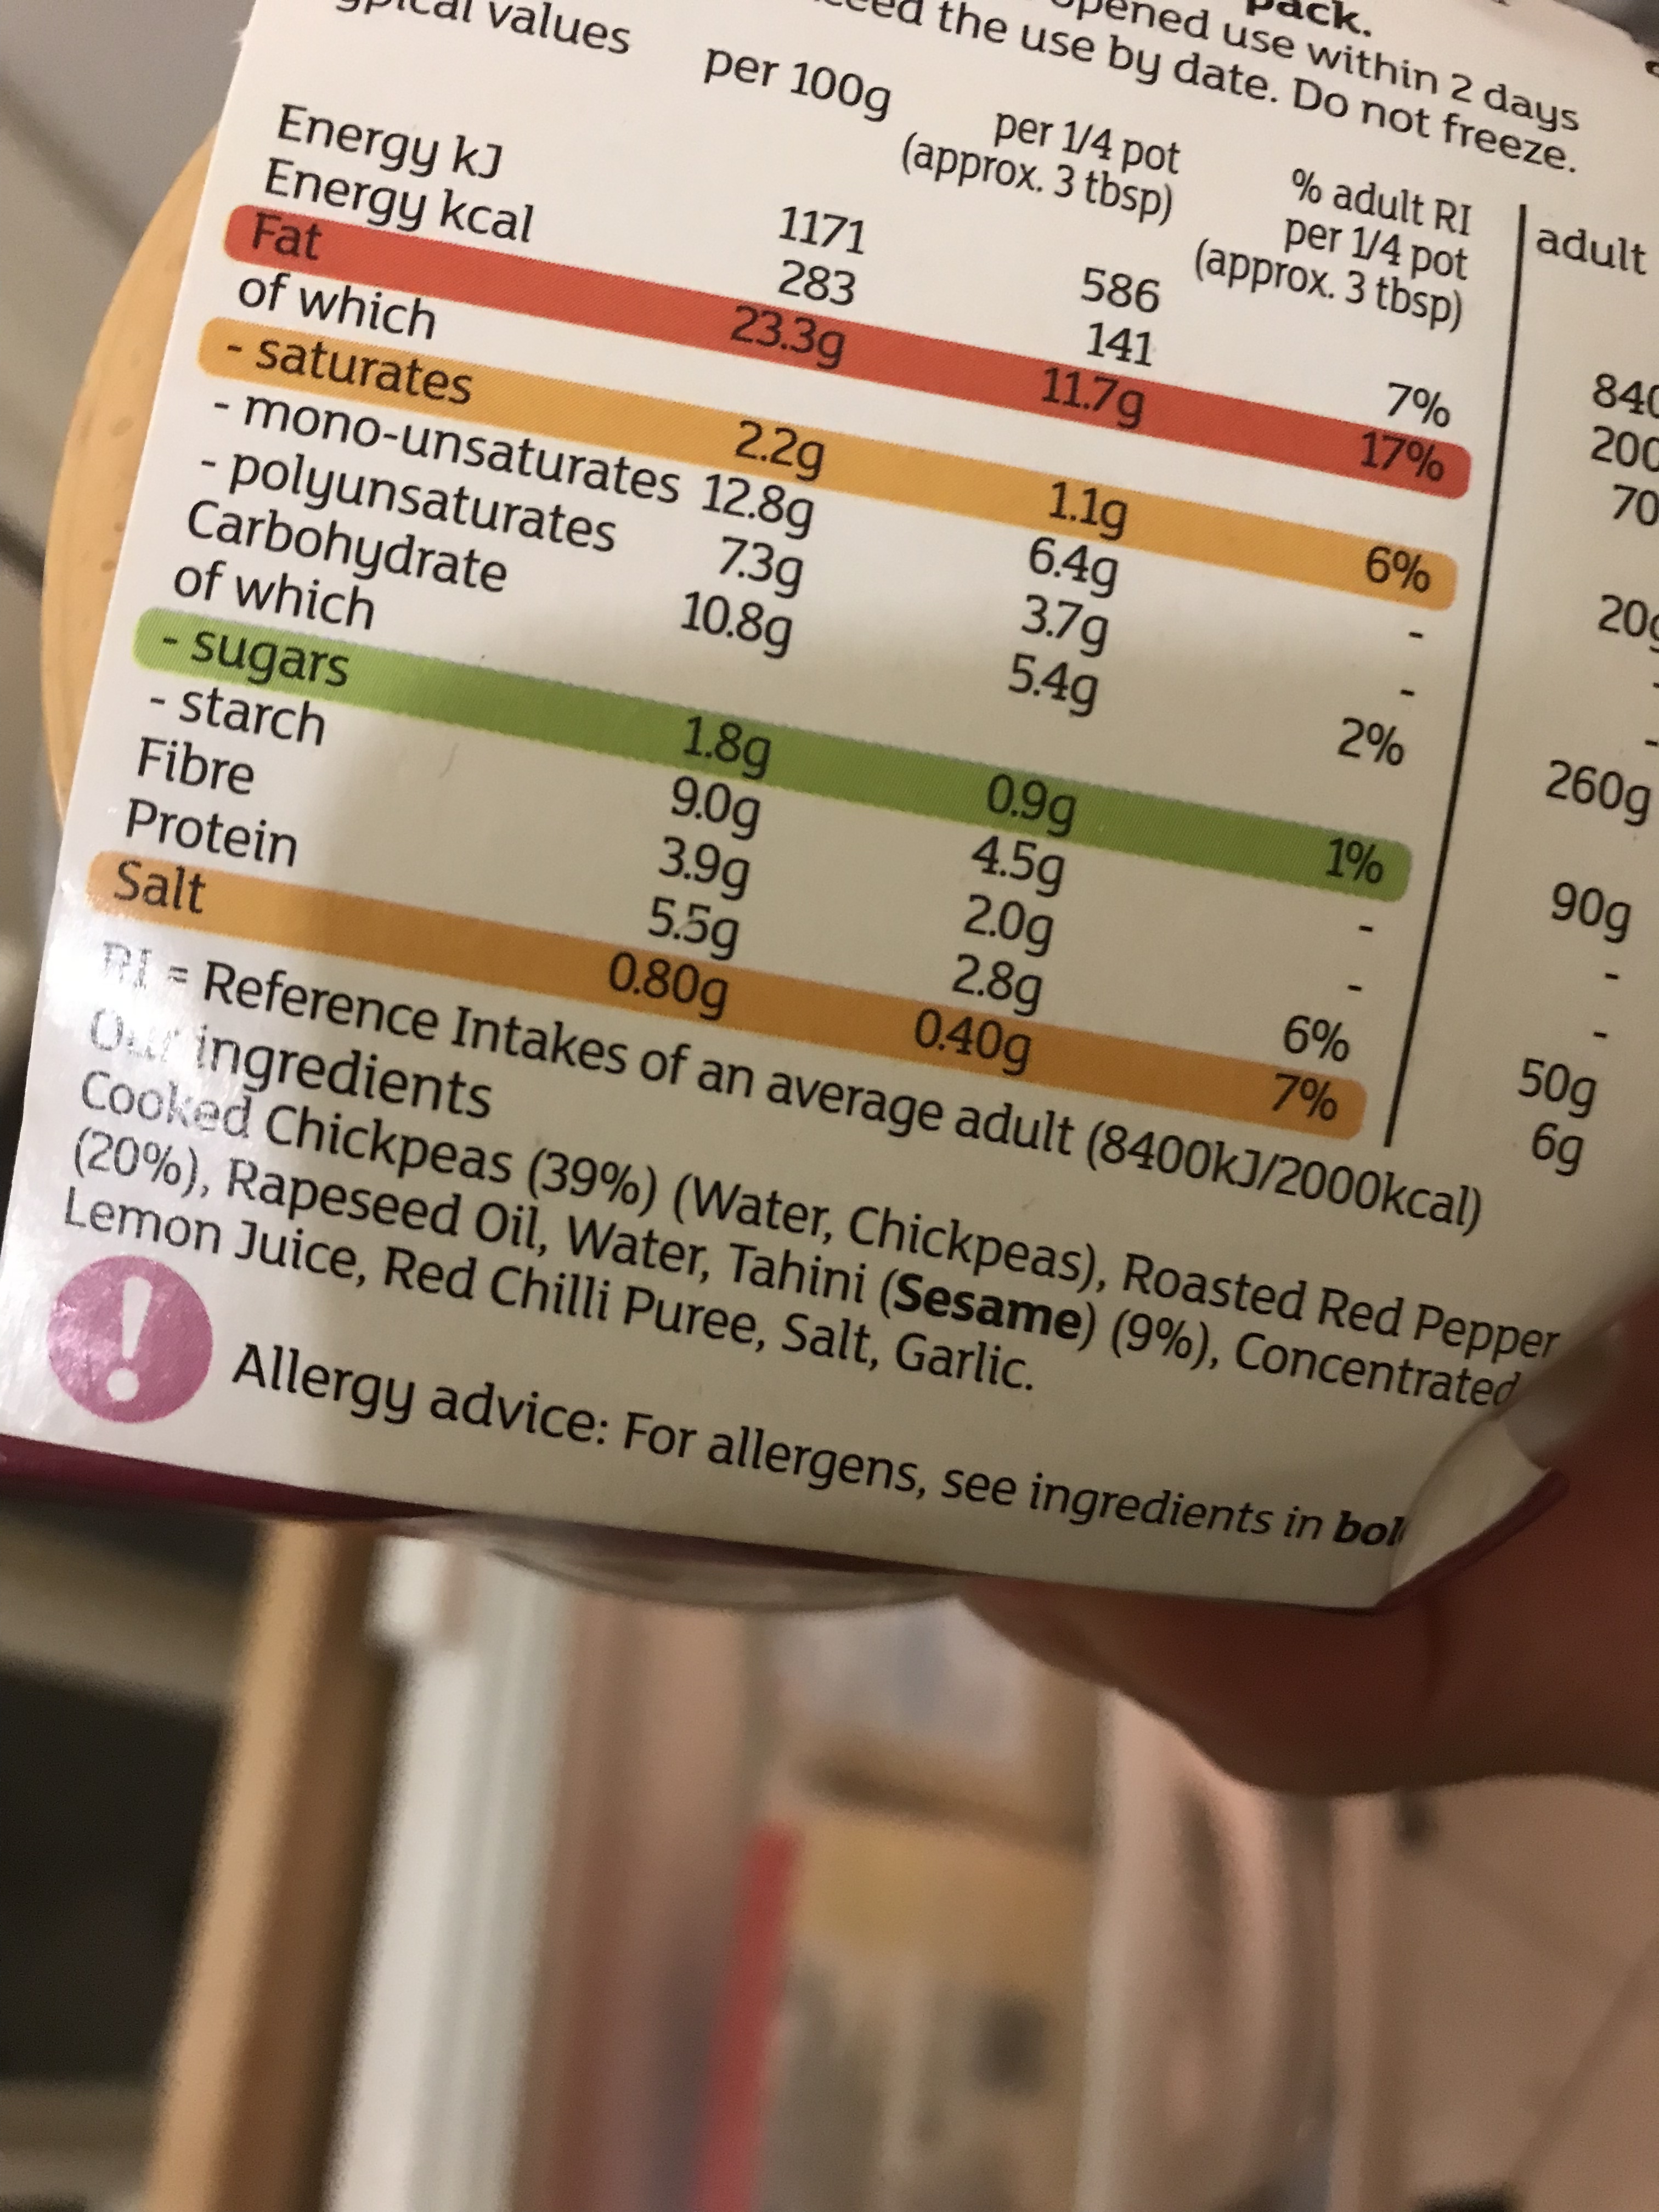 pack.
opened use within 2 days
the use by date. Do not freeze.
values per 100g per 1/4 pot % adult RI adult
(approx. 3 tbsp) per 1/4 pot
(approx. 3 tbsp)
Energy kJ 1171 586
Energy kcal 283 141 7%
Fat 23.3g 11.7g 17% 70
of which
- saturates 2.2g 1.1g 6% 20g
- mono-unsaturates 12.8g 6.4g - -
- polyunsaturates 7.3g 3.7g - -
Carbohydrate 10.8g 5.4g 2% 260g
of which
- sugars 1.8g 0.9g 1% 90g
- starch 9.0g 4.5g - -
Fibre 3.9g 2.0g - -
Protein 5.5g 2.8g 6% 50g
Salt 0.80g 0.40g 7% 6g
RI = Reference Intakes of an average adult (8400kJ/2000kcal)
Our ingredients
Cooked Chickpeas (39%) (Water, Chickpeas), Roasted Red Pepper
(20%), Rapeseed Oil, Water, Tahini (Sesame) (9%), Concentrated
Lemon Juice, Red Chilli Puree, Salt, Garlic.
! Allergy advice: For allergens, see ingredients in